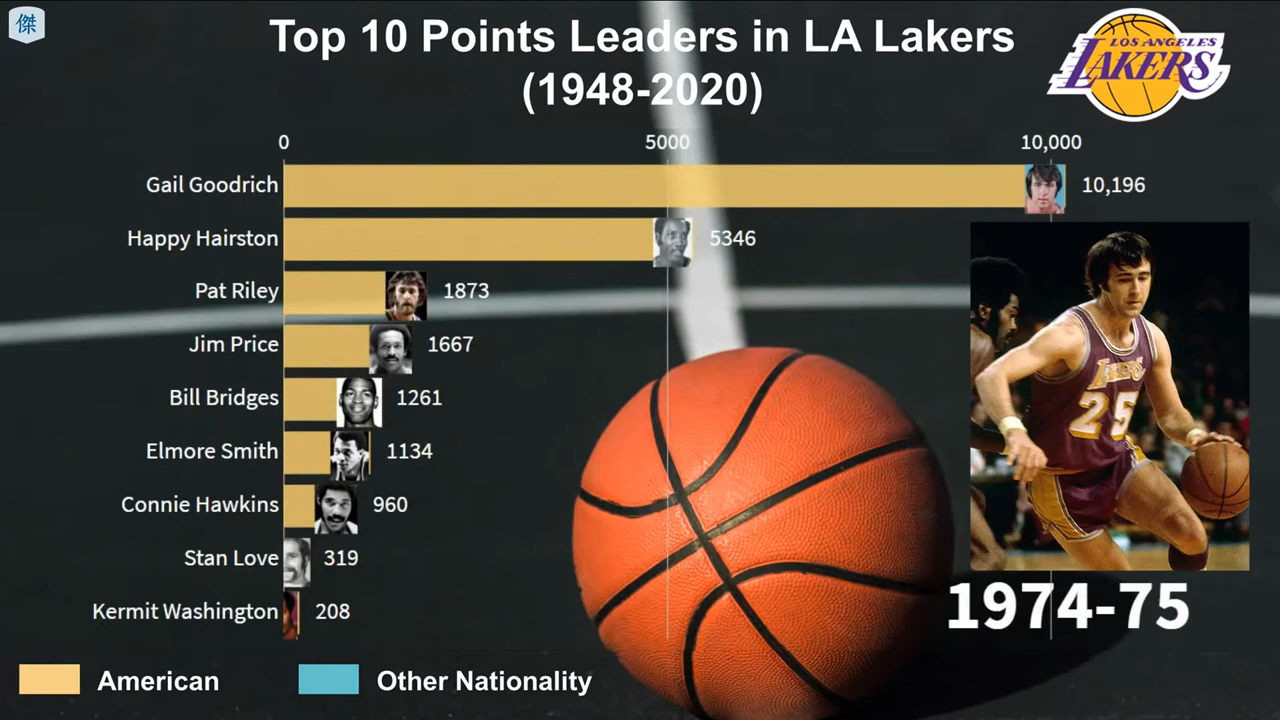 傑
Top 10 Points Leaders in LA Lakers
(1948-2020)
LOS ANGELES
LAKERS
0 5000 10,000
Gail Goodrich 10,196
Happy Hairston 5346
Pat Riley 1873
Jim Price 1667
Bill Bridges 1261
Elmore Smith 1134
Connie Hawkins 960
Stan Love 319
Kermit Washington 208
LAKERS
25
1974-75
American
Other Nationality